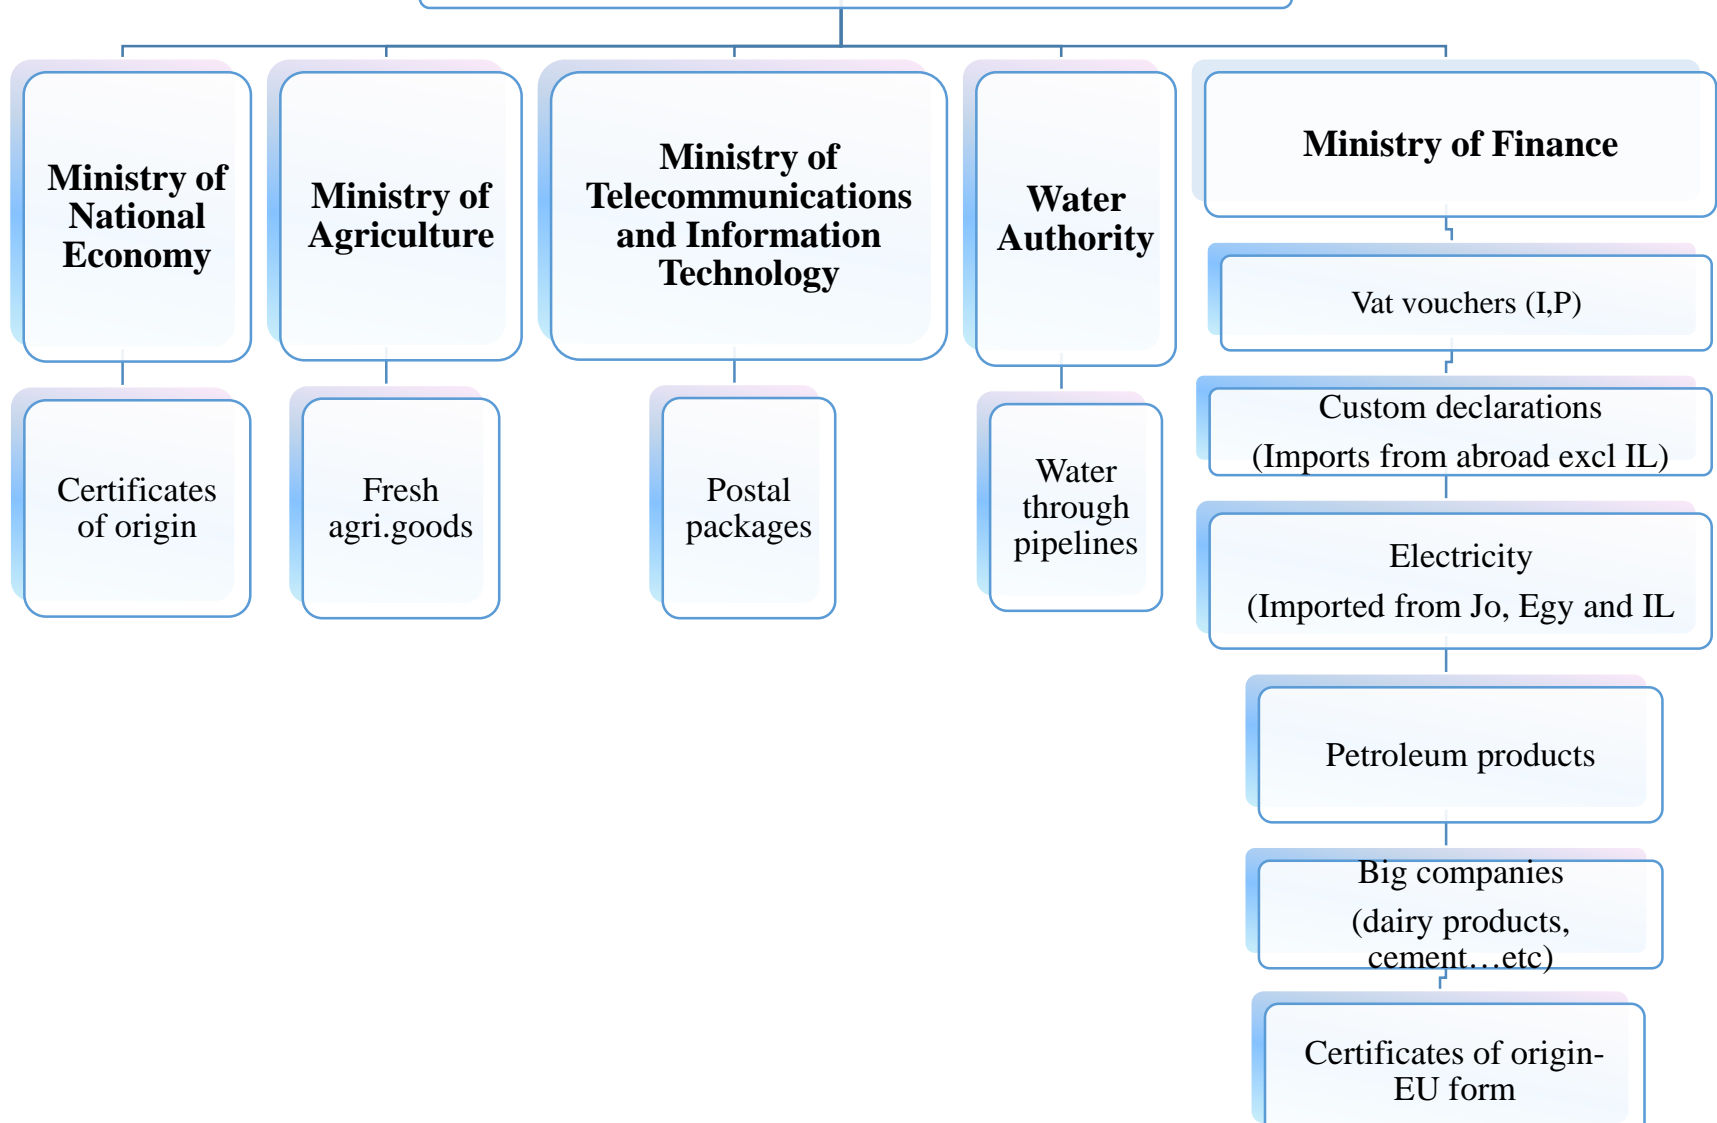 Ministry of
National
Economy
Ministry of
Agriculture
Ministry of
Telecommunications
and Information
Technology
Water
Authority
Ministry of Finance
Certificates
of origin
Fresh
agri.goods
Postal
packages
Water
through
pipelines
Vat vouchers (I,P)
Custom declarations
(Imports from abroad excl IL)
Electricity
(Imported from Jo, Egy and IL
Petroleum products
Big companies
(dairy products,
cement…etc)
Certificates of origin-
EU form